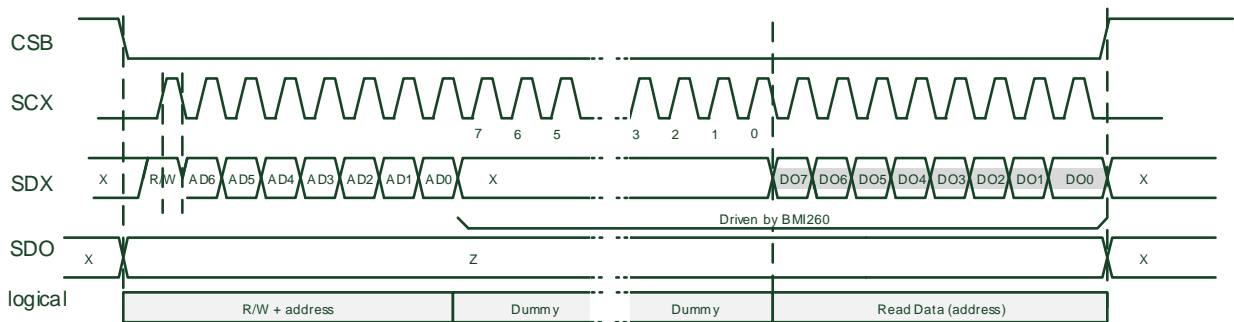 CSB
SCX
7 6 5 3 2 1 0
SDX X R/W AD6 AD5 AD4 AD3 AD2 AD1 AD0 X DO7 DO6 DO5 DO4 DO3 DO2 DO1 DO0 X
Driven by BMI260
SDO X Z X
logical R/W + address Dummy Dummy Read Data (address)